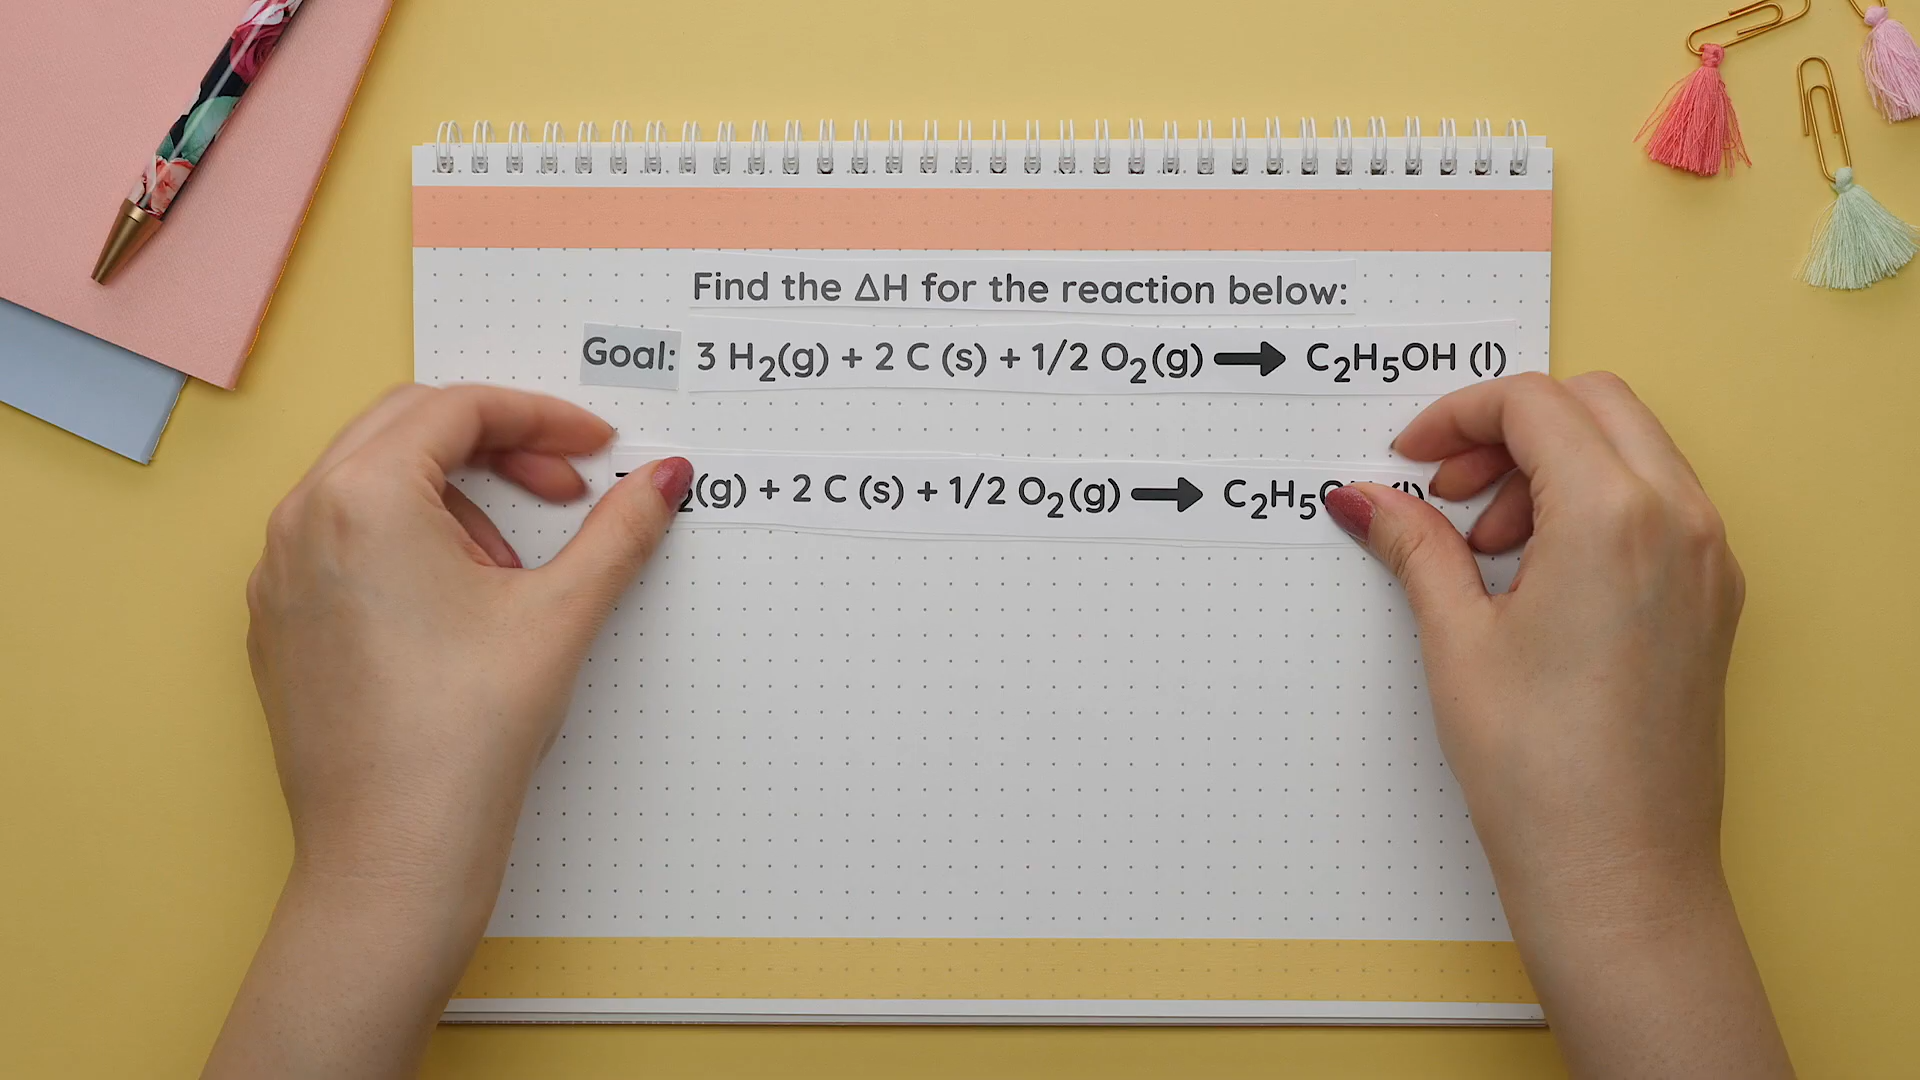 Find the ΔH for the reaction below:
Goal: 3 H₂(g) + 2 C (s) + 1/2 O₂(g) → C₂H₅OH (l)
₂(g) + 2 C (s) + 1/2 O₂(g) → C₂H₅O (l)